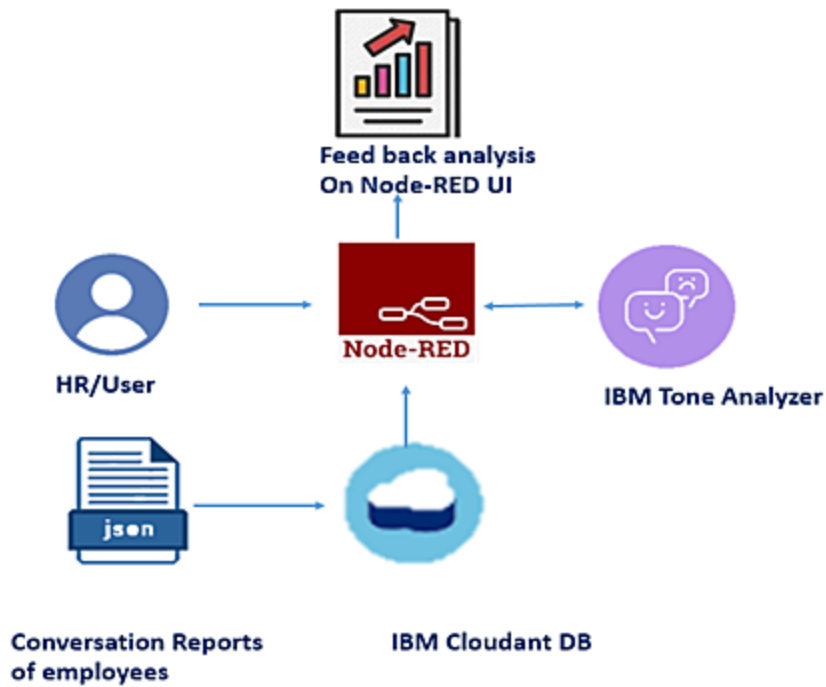 Feed back analysis
On Node-RED UI
Node-RED
HR/User
IBM Tone Analyzer
json
Conversation Reports
of employees
IBM Cloudant DB